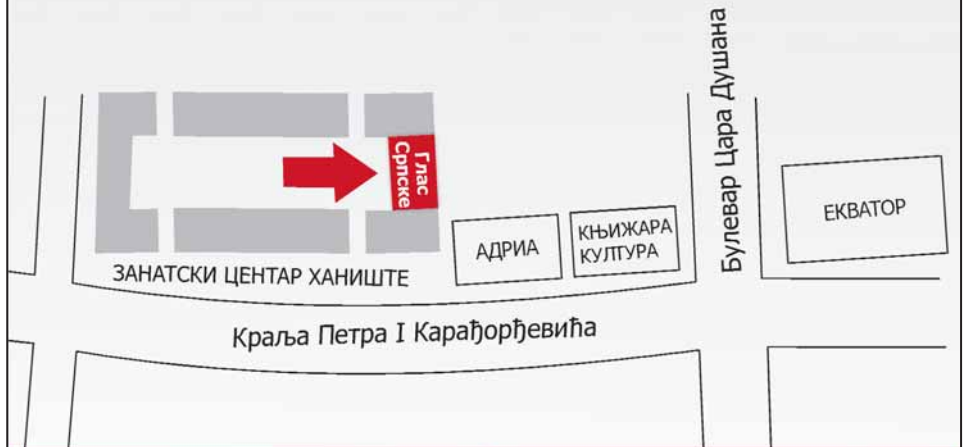 Булевар Цара Душана
Глас
Српске
ЕКВАТОР
КЊИЖАРА
КУЛТУРА
АДРИА
ЗАНАТСКИ ЦЕНТАР ХАНИШТЕ
Краља Петра I Карађорђевића